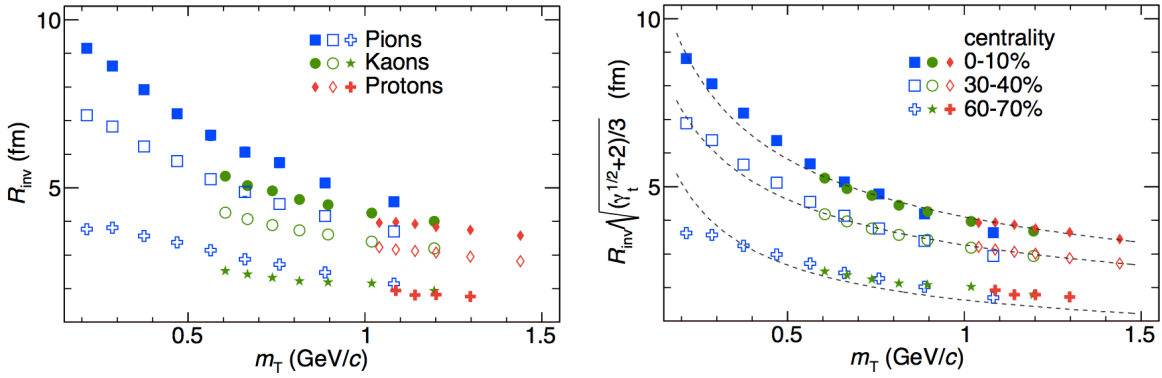 R_inv (fm)
10
5
Pions
Kaons
Protons
0.5
1
1.5
m_T (GeV/c)
R_inv/√(γ_t^1/2+2)/3 (fm)
10
5
centrality
0-10%
30-40%
60-70%
0.5
1
1.5
m_T (GeV/c)